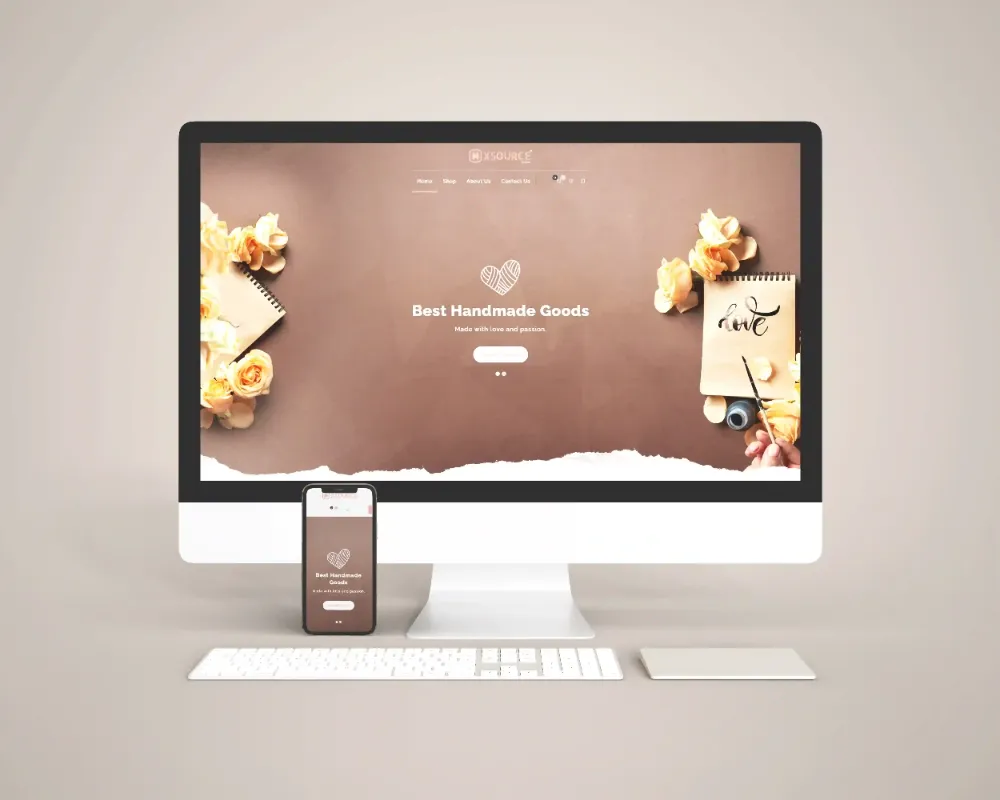 XSOURCE
Home Shop About Us Contact Us
Best Handmade Goods
Made with love and passion.
love
Best Handmade
Goods
Made with love and passion.